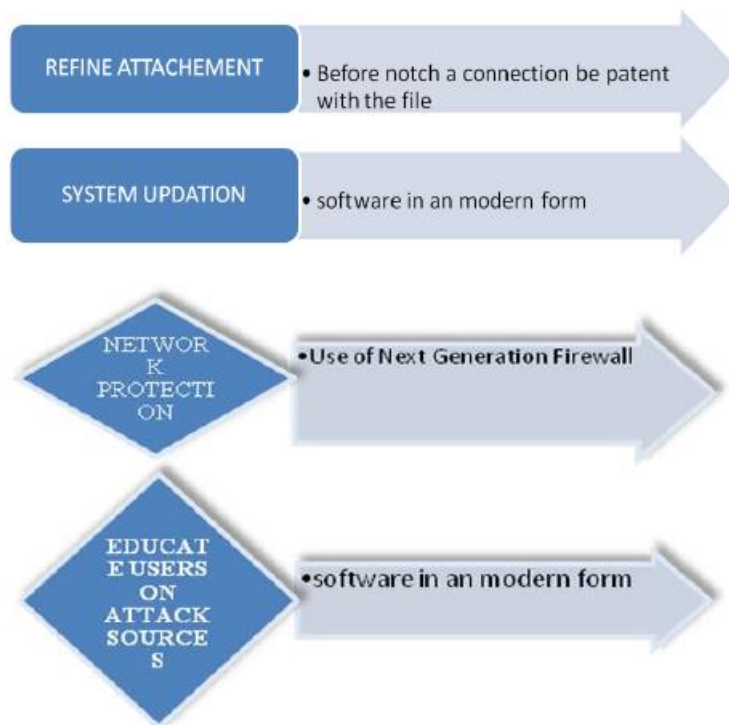 REFINE ATTACHEMENT
• Before notch a connection be patent
with the file
SYSTEM UPDATION
• software in an modern form
NETWOR
K
PROTECTI
ON
•Use of Next Generation Firewall
EDUCAT
E USERS
ON
ATTACK
SOURCE
S
•software in an modern form